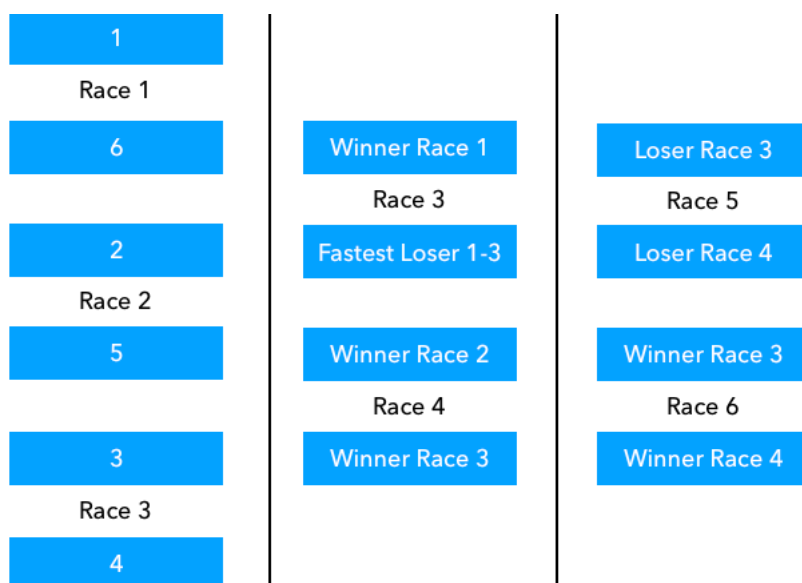 1
Race 1
6
2
Race 2
5
3
Race 3
4
Winner Race 1
Race 3
Fastest Loser 1-3
Winner Race 2
Race 4
Winner Race 3
Loser Race 3
Race 5
Loser Race 4
Winner Race 3
Race 6
Winner Race 4